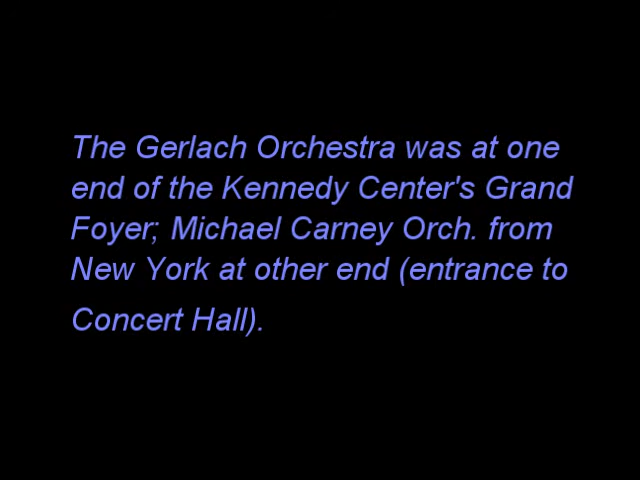 The Gerlach Orchestra was at one
end of the Kennedy Center's Grand
Foyer; Michael Carney Orch. from
New York at other end (entrance to
Concert Hall).